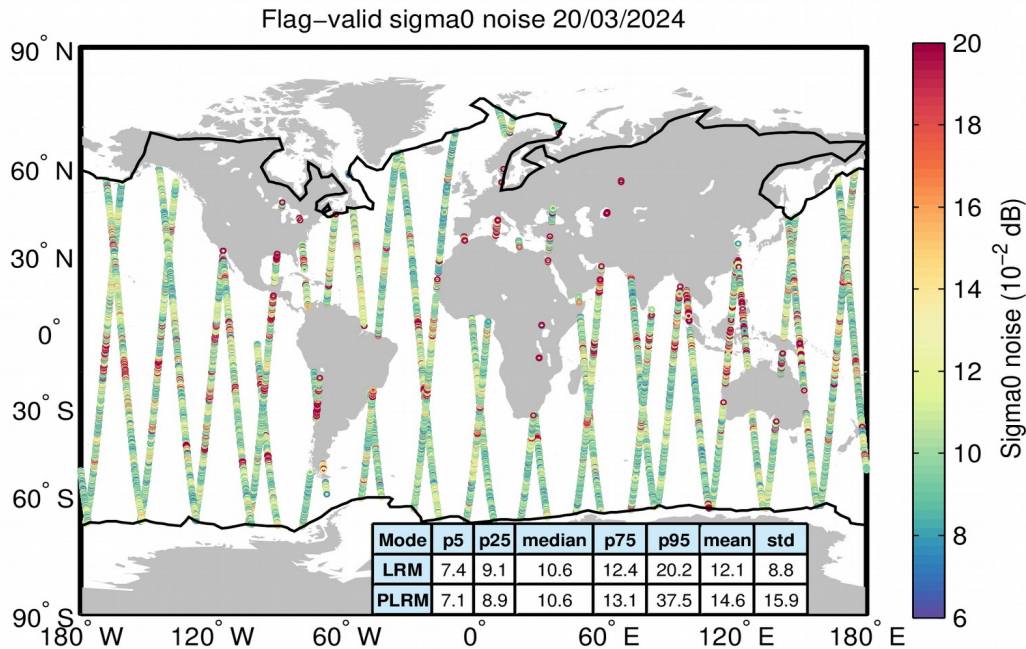 Flag−valid sigma0 noise 20/03/2024
90° N
60° N
30° N
0°
30° S
60° S
90° S
180° W 120° W 60° W 0° 60° E 120° E 180° E
Mode p5 p25 median p75 p95 mean std
LRM 7.4 9.1 10.6 12.4 20.2 12.1 8.8
PLRM 7.1 8.9 10.6 13.1 37.5 14.6 15.9
20
18
16
14
12
10
8
6
Sigma0 noise (10⁻² dB)